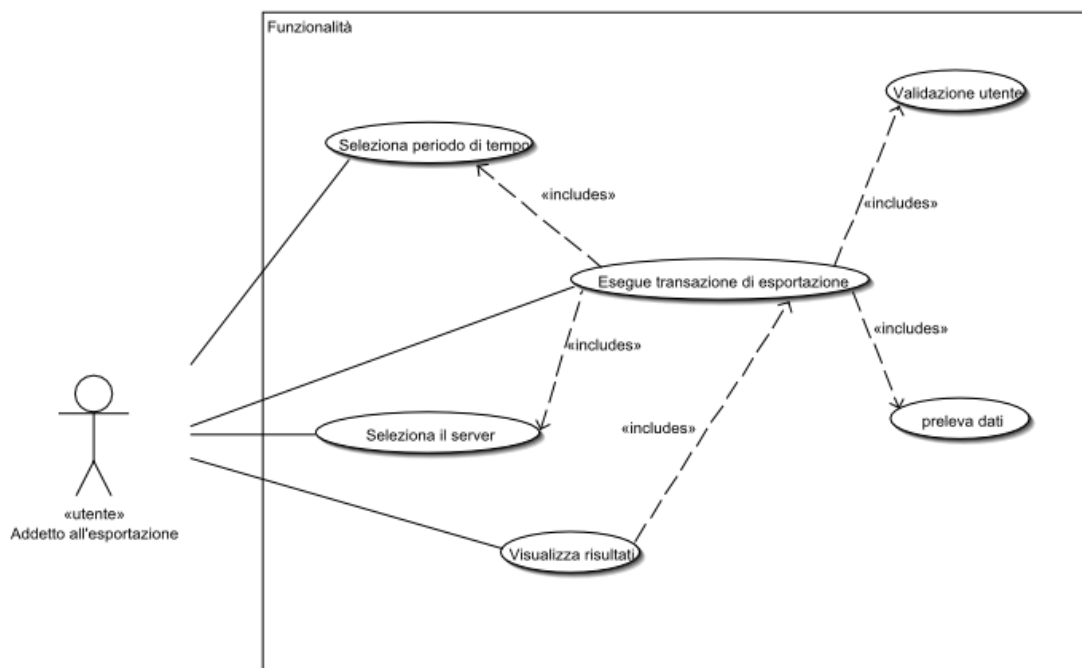 Funzionalità
Validazione utente
Seleziona periodo di tempo
«includes»
«includes»
Esegue transazione di esportazione
«includes»
«includes»
preleva dati
Seleziona il server
«includes»
«utente»
Addetto all'esportazione
Visualizza risultati